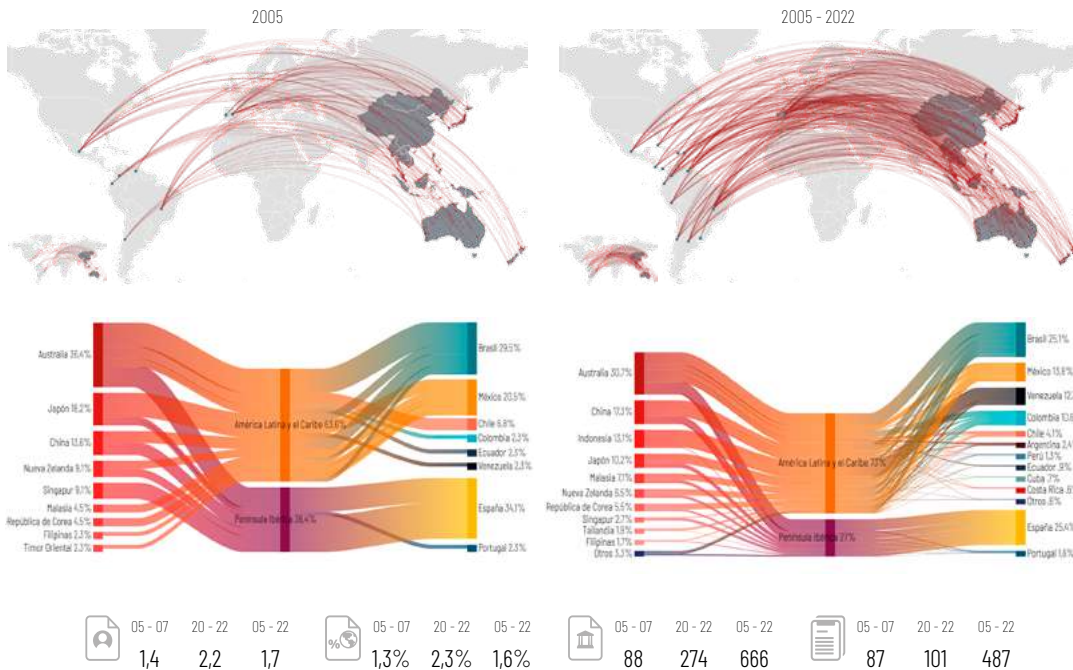 2005
2005 - 2022
Australia 36,4%
Japón 18,2%
China 13,6%
Nueva Zelanda 9,1%
Singapur 9,1%
Malasia 4,5%
República de Corea 4,5%
Filipinas 2,3%
Timor Oriental 2,3%
América Latina y el Caribe 63,6%
Península Ibérica 36,4%
Brasil 29,5%
México 20,5%
Chile 6,8%
Colombia 2,3%
Ecuador 2,3%
Venezuela 2,3%
España 34,1%
Portugal 2,3%
Australia 30,7%
China 17,3%
Indonesia 13,1%
Japón 10,2%
Malasia 7,1%
Nueva Zelanda 6,5%
República de Corea 5,5%
Singapur 2,7%
Tailandia 1,9%
Filipinas 1,7%
Otros 3,3%
América Latina y el Caribe 73%
Península Ibérica 27%
Brasil 25,1%
México 13,8%
Venezuela
Colombia
Chile 4,1%
Argentina
Perú 1,3%
Ecuador ,9%
Cuba ,7%
Costa Rica
Otros ,6%
España 25,4%
Portugal 1,6%
05 - 07 20 - 22 05 - 22
1,4 2,2 1,7
%
05 - 07 20 - 22 05 - 22
1,3% 2,3% 1,6%
05 - 07 20 - 22 05 - 22
88 274 666
05 - 07 20 - 22 05 - 22
87 101 487